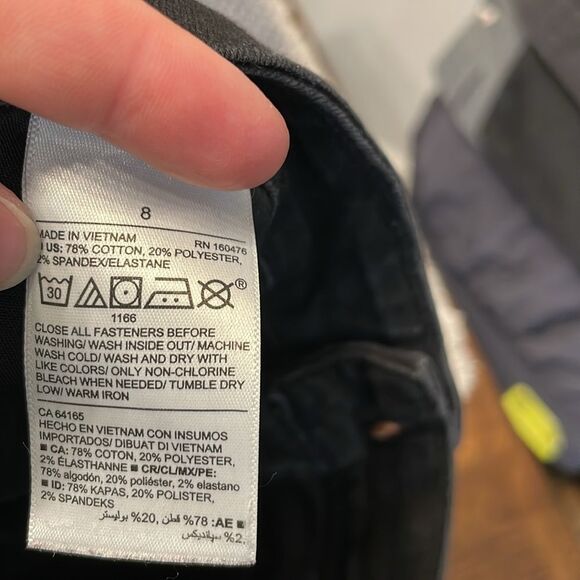 8
MADE IN VIETNAM RN 160476
US: 78% COTTON, 20% POLYESTER,
2% SPANDEX/ELASTANE
30 ®
1166
CLOSE ALL FASTENERS BEFORE
WASHING/ WASH INSIDE OUT/ MACHINE
WASH COLD/ WASH AND DRY WITH
LIKE COLORS/ ONLY NON-CHLORINE
BLEACH WHEN NEEDED/ TUMBLE DRY
LOW/ WARM IRON
CA 64165
HECHO EN VIETNAM CON INSUMOS
IMPORTADOS/ DIBUAT DI VIETNAM
■ CA: 78% COTON, 20% POLYESTER,
2% ÉLASTHANNE ■ CR/CL/MX/PE:
78% algodón, 20% poliéster, 2% elastano
■ ID: 78% KAPAS, 20% POLISTER,
2% SPANDEKS
■ AE: 78% قطن, 20% بوليستر
2% سبانديكس.